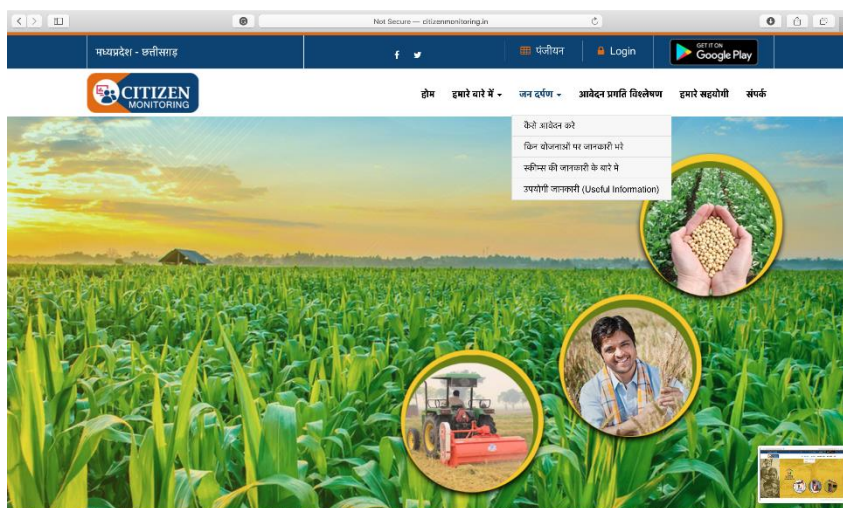 Not Secure — citizenmonitoring.in
मध्यप्रदेश - छत्तीसगढ़
पंजीयन
Login
GET IT ON
Google Play
CITIZEN
MONITORING
होम
हमारे बारे में
जन दर्पण
आवेदन प्रगति विश्लेषण
हमारे सहयोगी
संपर्क
कैसे आवेदन करे
किन योजनाओं पर जानकारी भरे
स्कीम्स की जानकारी के बारे मे
उपयोगी जानकारी (Useful Information)